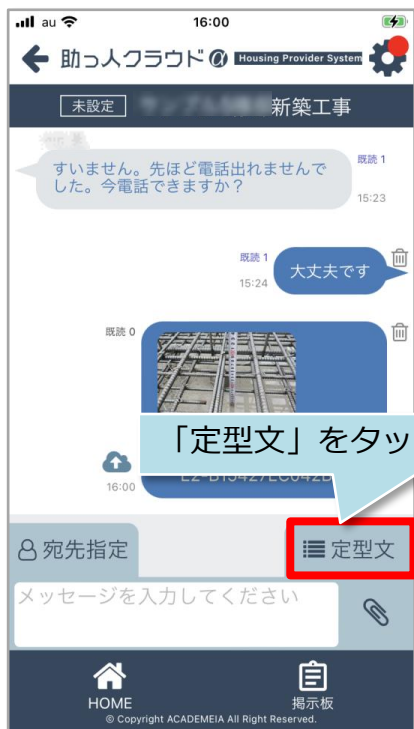 au
16:00
助っ人クラウド α Housing Provider System
未設定 新築工事
すいません。先ほど電話出れませんで
した。今電話できますか？
既読 1
15:23
既読 1
15:24
大丈夫です
既読 0
16:00
「定型文」をタッ
宛先指定
定型文
メッセージを入力してください
HOME
掲示板
© Copyright ACADEMEIA All Right Reserved.